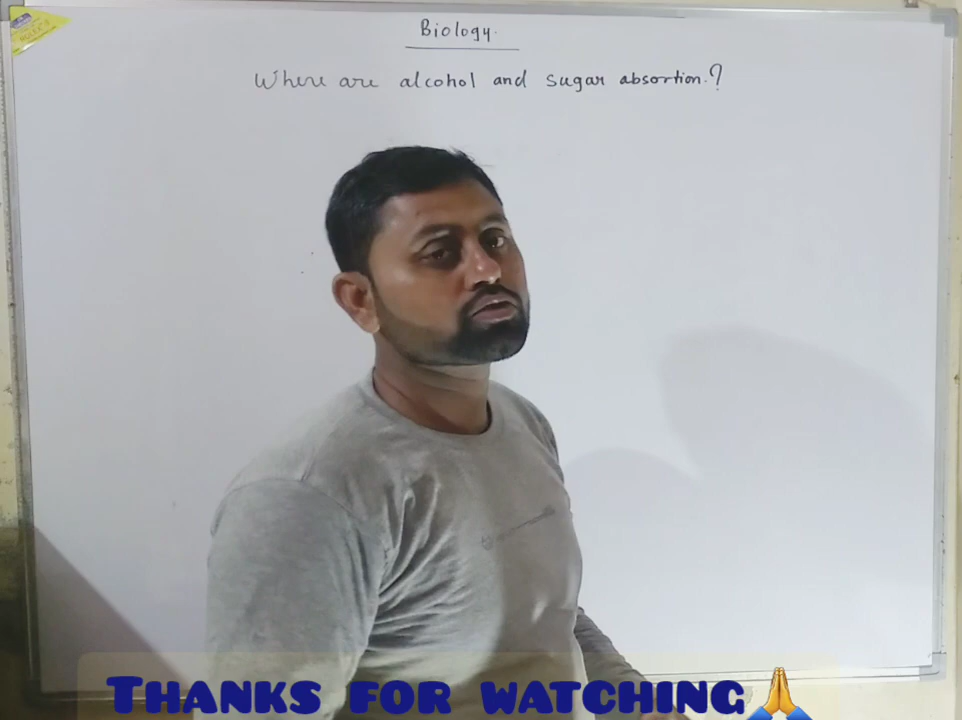 Biology.
Where are alcohol and sugar absortion.?
THANKS FOR WATCHING🙏